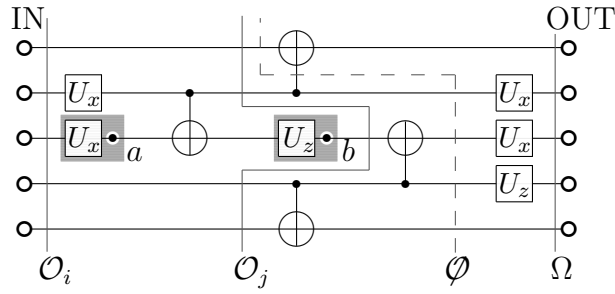 IN OUT
U_x U_x
U_x a U_z b U_x
U_z
𝒪_i 𝒪_j 𝒪̸ Ω